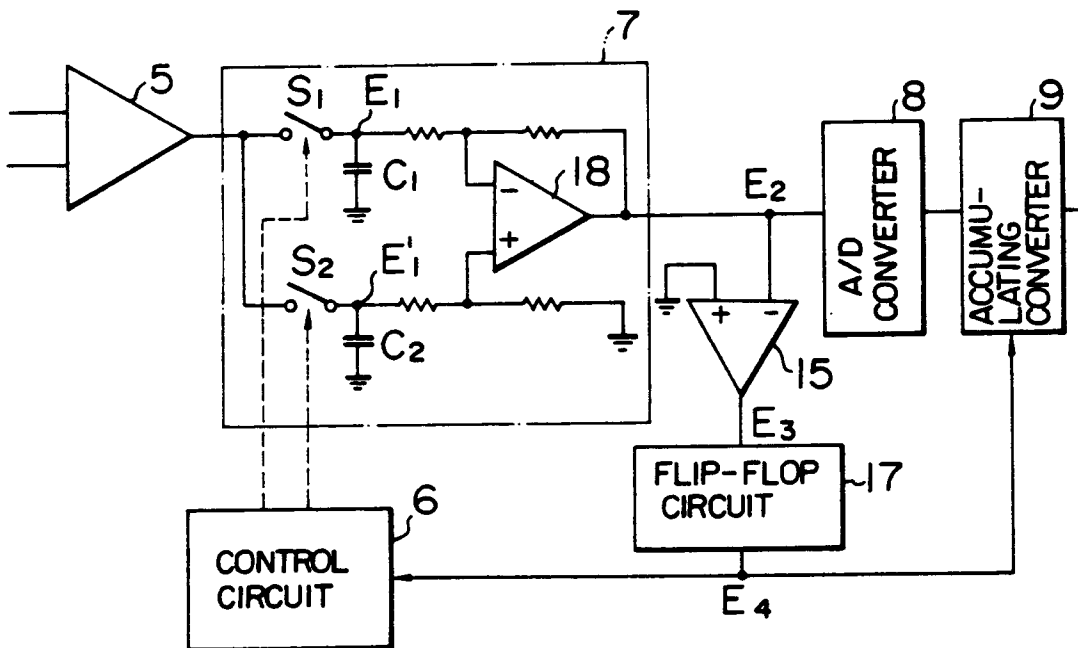 7
5
S1
E1
C1
18
8
9
E2
A/D
CONVERTER
ACCUMU-
LATING
CONVERTER
S2
E'1
C2
+
-
-
+
15
E3
FLIP-FLOP
CIRCUIT
17
6
CONTROL
CIRCUIT
E4